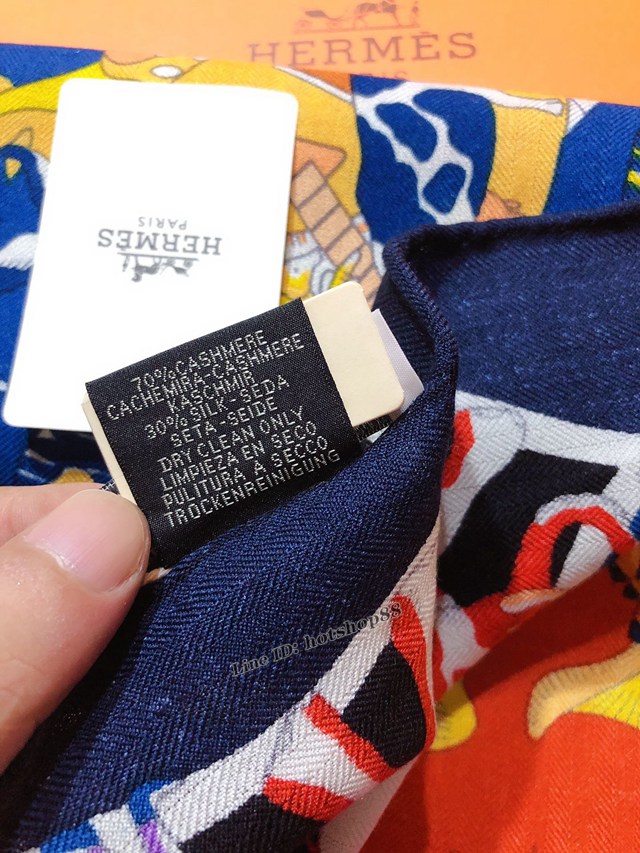 HERMÈS
PARIS
HERMÈS
PARIS
70%CASHMERE
CACHEMIRA-CASHMERE
KASCHMIR
30% SILK-SEDA
SETA-SEIDE
DRY CLEAN ONLY
LIMPIEZA EN SECO
PULITURA A SECCO
TROCKENREINIGUNG
Line ID: hotshop88